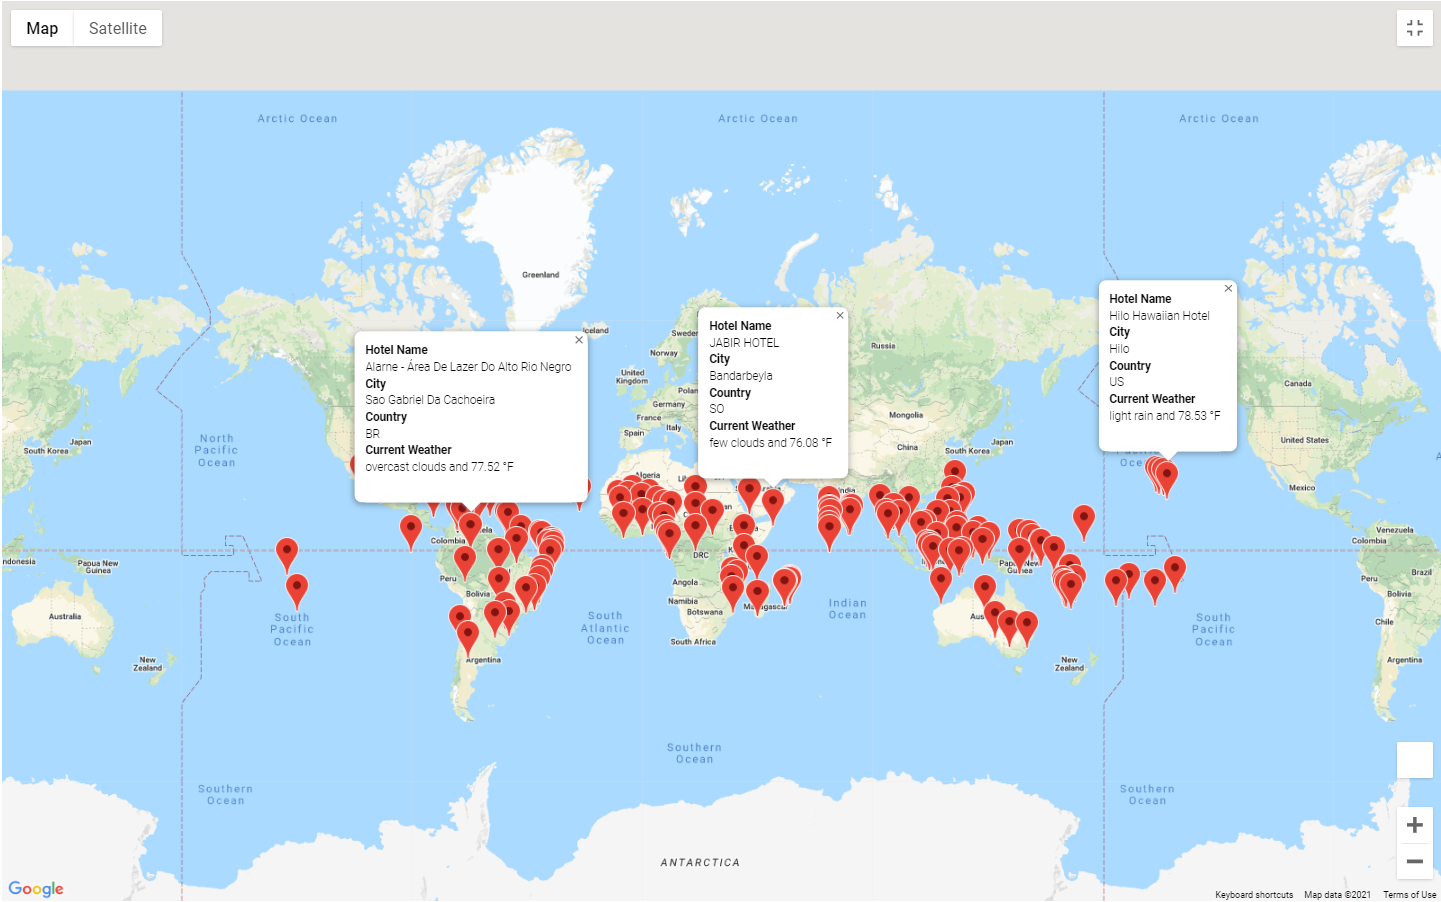 Map
Satellite
Arctic Ocean
Arctic Ocean
Arctic Ocean
Greenland
Iceland
Sweden
Norway
United
Kingdom
Poland
Germany
France
Italy
Spain
Russia
Mongolia
China
Japan
South Korea
Japan
South Korea
Canada
United States
Mexico
North
Pacific
Ocean
Hotel Name
Alarne - Área De Lazer Do Alto Rio Negro
City
Sao Gabriel Da Cachoeira
Country
BR
Current Weather
overcast clouds and 77.52 °F
Hotel Name
JABIR HOTEL
City
Bandarbeyla
Country
SO
Current Weather
few clouds and 76.08 °F
Hotel Name
Hilo Hawaiian Hotel
City
Hilo
Country
US
Current Weather
light rain and 78.53 °F
Algeria
India
Colombia
Peru
Bolivia
Argentina
DRC
Angola
Namibia
Botswana
Madagascar
South Africa
Indonesia
Papua New
Guinea
Australia
New
Zealand
South
Pacific
Ocean
South
Atlantic
Ocean
Indian
Ocean
Papua New
Guinea
New
Zealand
South
Pacific
Ocean
Venezuela
Colombia
Peru
Brazil
Bolivia
Chile
Argentina
Southern
Ocean
Southern
Ocean
Southern
Ocean
ANTARCTICA
Google
Keyboard shortcuts
Map data ©2021
Terms of Use